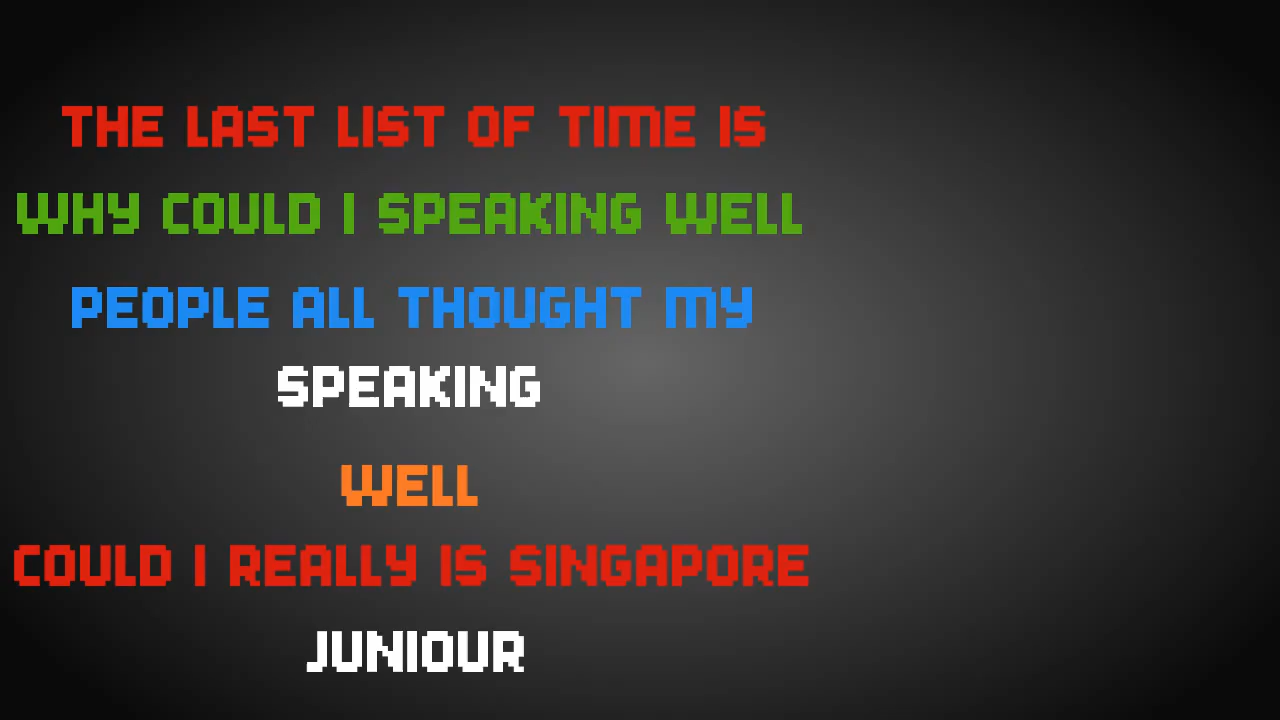 THE LAST LIST OF TIME IS
WHY COULD I SPEAKING WELL
PEOPLE ALL THOUGHT MY
SPEAKING
WELL
COULD I REALLY IS SINGAPORE
JUNIOUR